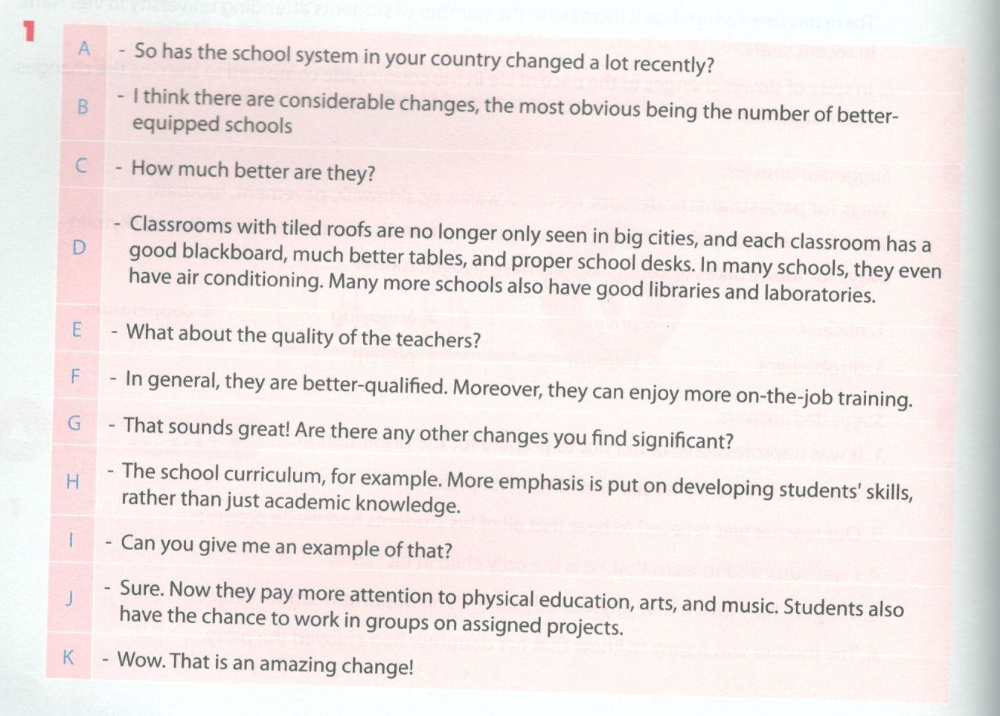 1
A - So has the school system in your country changed a lot recently?
B - I think there are considerable changes, the most obvious being the number of better-
equipped schools
C - How much better are they?
D - Classrooms with tiled roofs are no longer only seen in big cities, and each classroom has a
good blackboard, much better tables, and proper school desks. In many schools, they even
have air conditioning. Many more schools also have good libraries and laboratories.
E - What about the quality of the teachers?
F - In general, they are better-qualified. Moreover, they can enjoy more on-the-job training.
G - That sounds great! Are there any other changes you find significant?
H - The school curriculum, for example. More emphasis is put on developing students' skills,
rather than just academic knowledge.
I - Can you give me an example of that?
J - Sure. Now they pay more attention to physical education, arts, and music. Students also
have the chance to work in groups on assigned projects.
K - Wow. That is an amazing change!